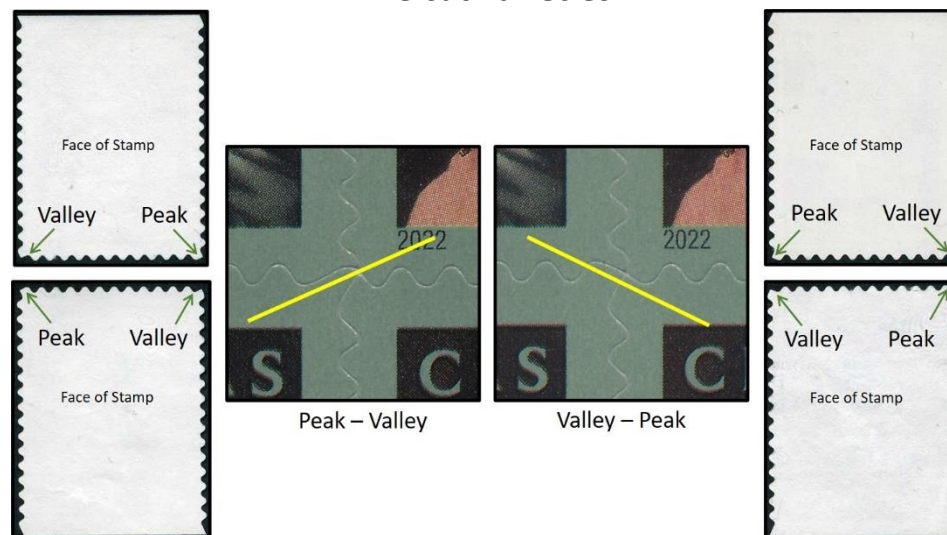 Face of Stamp
Valley Peak
Peak Valley
Face of Stamp
2022
S C
Peak – Valley
2022
S C
Valley – Peak
Face of Stamp
Peak Valley
Valley Peak
Face of Stamp